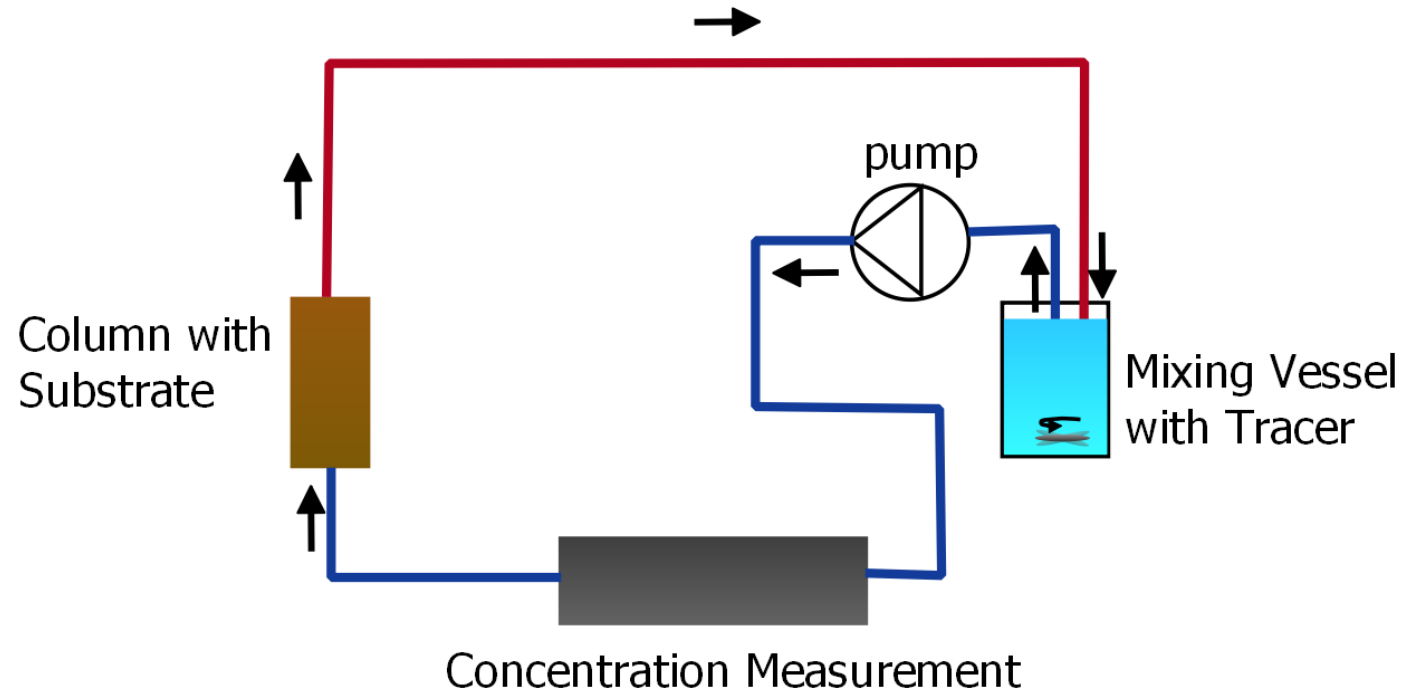 pump
Column with
Substrate
Mixing Vessel
with Tracer
Concentration Measurement